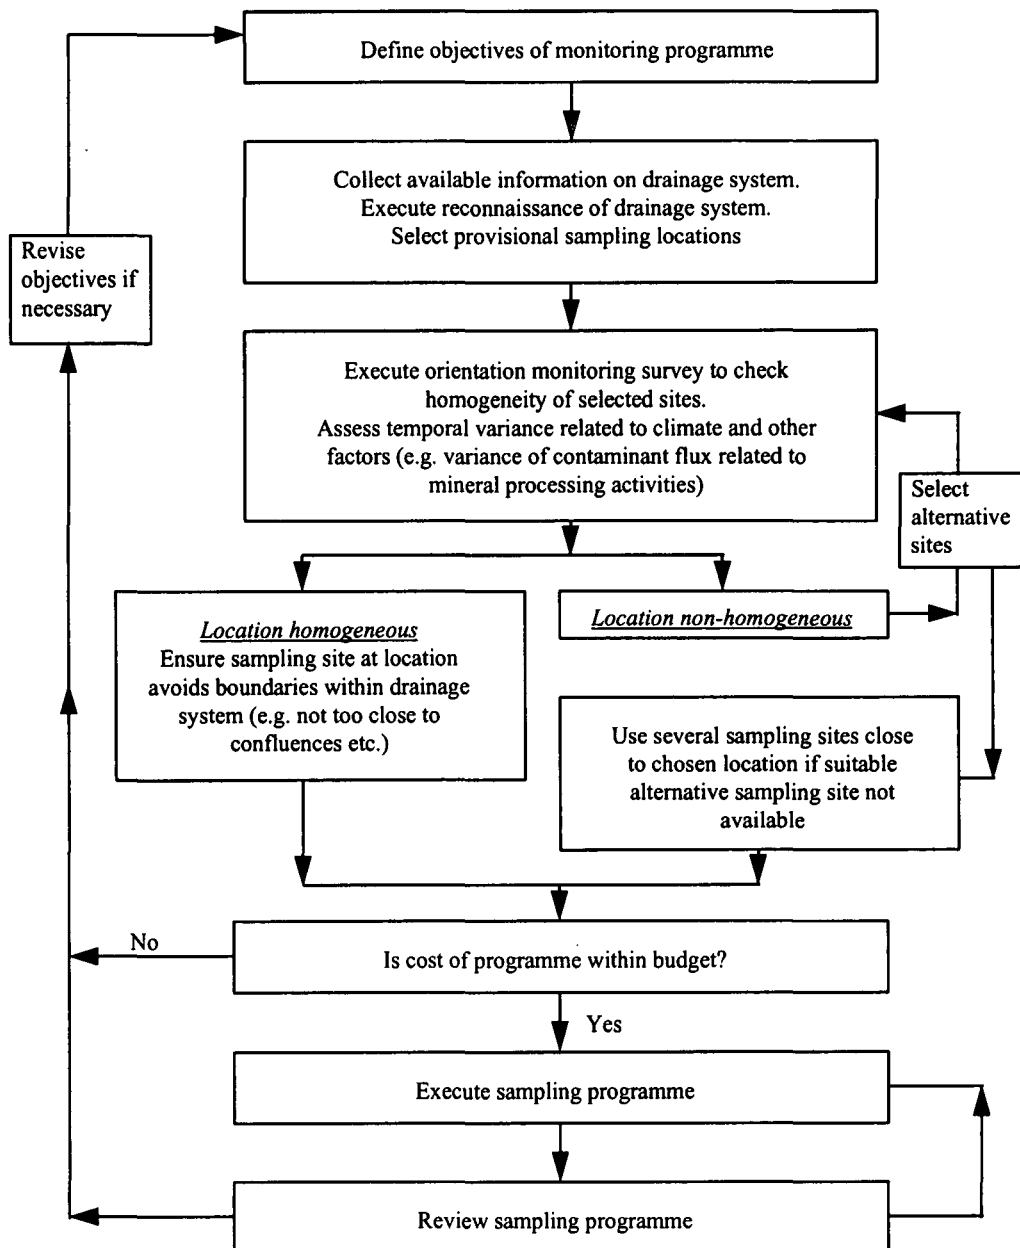 Define objectives of monitoring programme
Collect available information on drainage system.
Execute reconnaissance of drainage system.
Select provisional sampling locations
Revise
objectives if
necessary
Execute orientation monitoring survey to check
homogeneity of selected sites.
Assess temporal variance related to climate and other
factors (e.g. variance of contaminant flux related to
mineral processing activities)
Select
alternative
sites
Location homogeneous
Ensure sampling site at location
avoids boundaries within drainage
system (e.g. not too close to
confluences etc.)
Location non-homogeneous
Use several sampling sites close
to chosen location if suitable
alternative sampling site not
available
No
Is cost of programme within budget?
Yes
Execute sampling programme
Review sampling programme